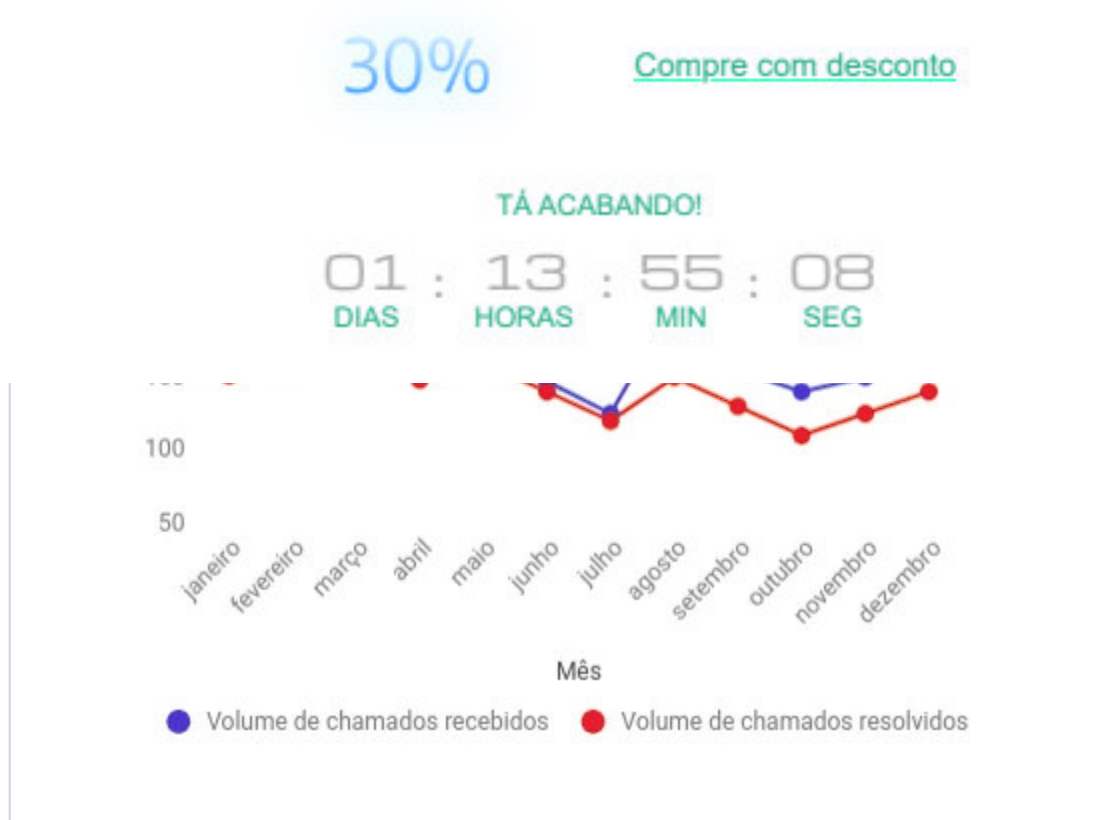 30%
Compre com desconto
TÁ ACABANDO!
01 : 13 : 55 : 08
DIAS HORAS MIN SEG
100
50
janeiro fevereiro março abril maio junho julho agosto setembro outubro novembro dezembro
Mês
Volume de chamados recebidos Volume de chamados resolvidos